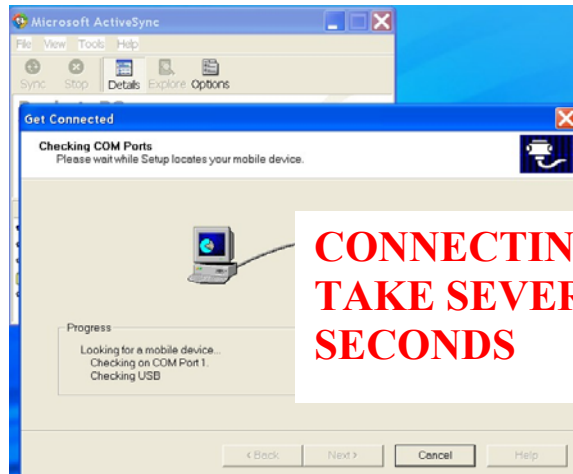 Microsoft ActiveSync
File View Tools Help
Sync Stop Details Explore Options
Get Connected
Checking COM Ports
Please wait while Setup locates your mobile device.
CONNECTIN
TAKE SEVER
SECONDS
Progress
Looking for a mobile device...
Checking on COM Port 1.
Checking USB
< Back Next > Cancel Help